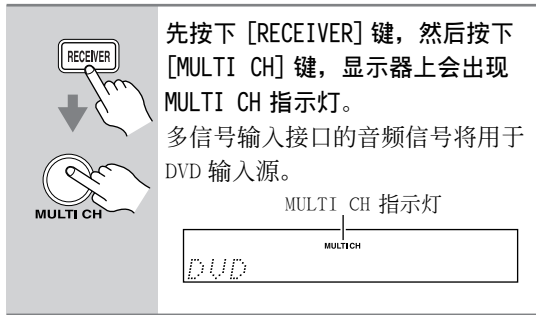 RECEIVER
MULTI CH
先按下 [RECEIVER] 键，然后按下
[MULTI CH] 键，显示器上会出现
MULTI CH 指示灯。
多信号输入接口的音频信号将用于
DVD 输入源。
MULTI CH 指示灯
MULTI CH
DVD